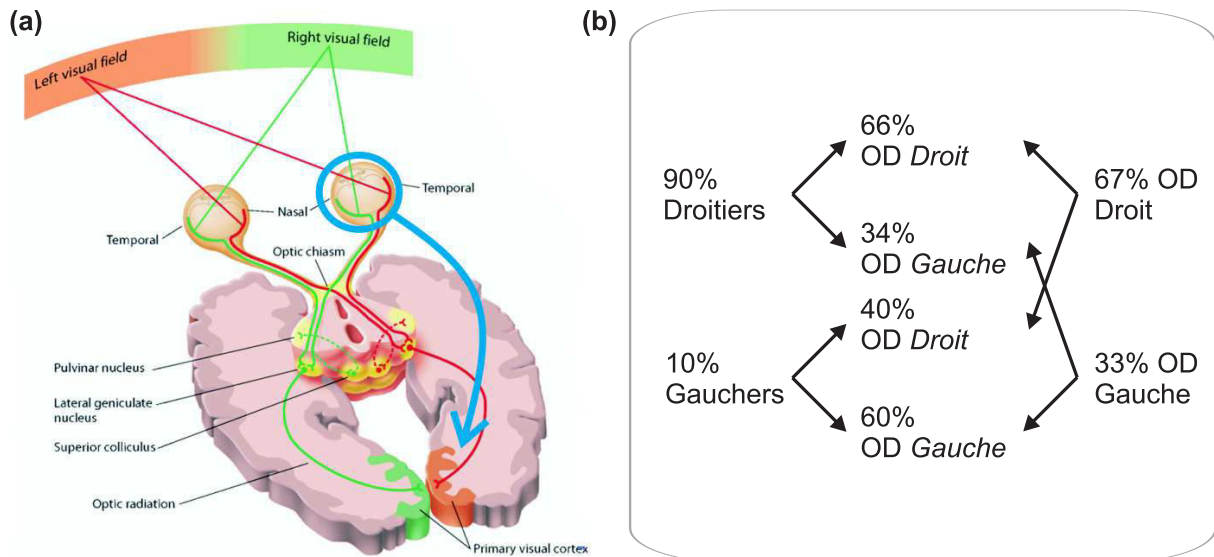 (a)
Left visual field
Right visual field
Temporal
Nasal
Temporal
Optic chiasm
Pulvinar nucleus
Lateral geniculate
nucleus
Superior colliculus
Optic radiation
Primary visual cortex
(b)
90%
Droitiers
66%
OD Droit
34%
OD Gauche
67% OD
Droit
10%
Gauchers
40%
OD Droit
60%
OD Gauche
33% OD
Gauche